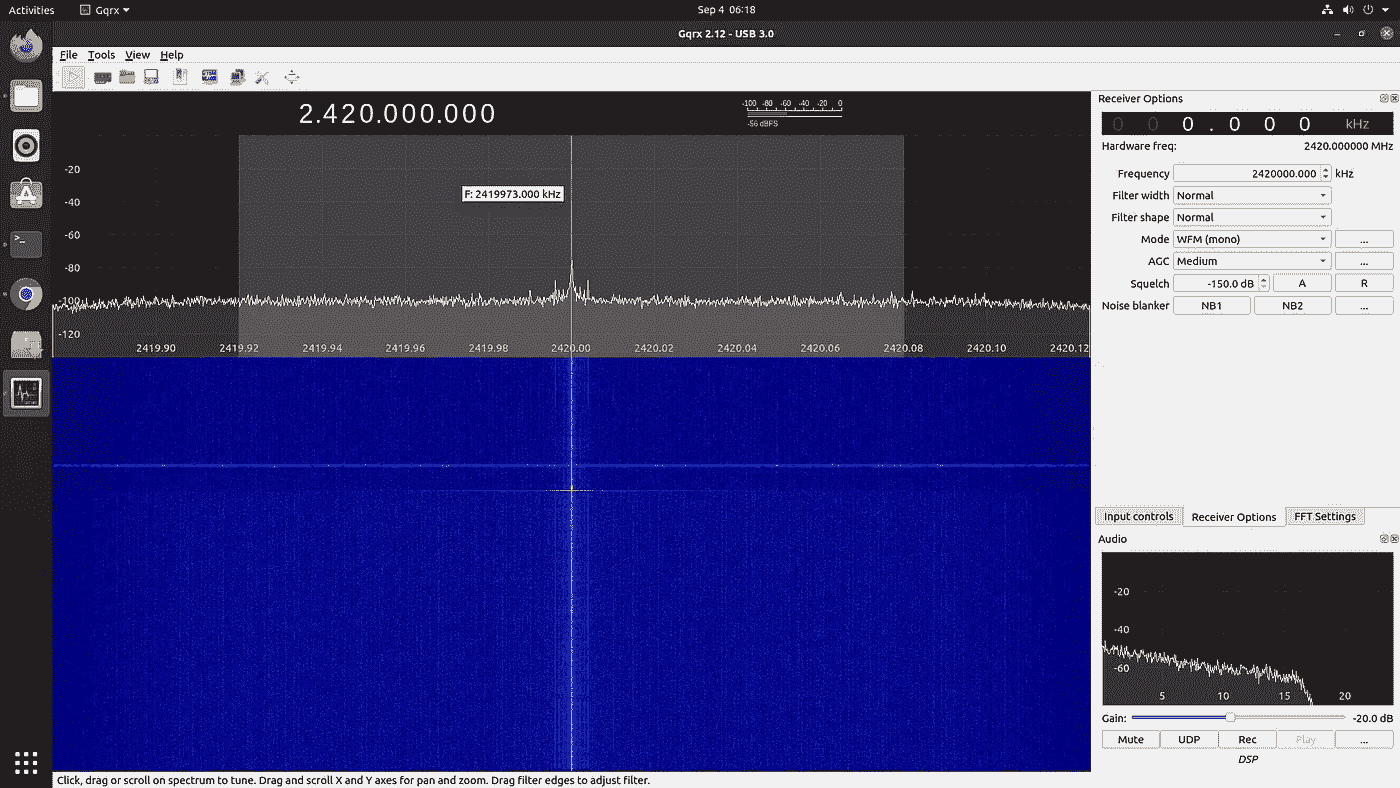 Activities Gqrx Sep 4 06:18
Gqrx 2.12 - USB 3.0
File Tools View Help
2.420.000.000
-100 -80 -60 -40 -20 0
-56 dBFS
-20
-40
-60
-80
-100
-120
F: 2419973.000 kHz
2419.90 2419.92 2419.94 2419.96 2419.98 2420.00 2420.02 2420.04 2420.06 2420.08 2420.10 2420.12
Click, drag or scroll on spectrum to tune. Drag and scroll X and Y axes for pan and zoom. Drag filter edges to adjust filter.
Receiver Options
0 0 0.000 kHz
Hardware freq: 2420.000000 MHz
Frequency 2420000.000 kHz
Filter width Normal
Filter shape Normal
Mode WFM (mono) ...
AGC Medium ...
Squelch -150.0 dB A R
Noise blanker NB1 NB2 ...
Input controls Receiver Options FFT Settings
Audio
-20
-40
-60
5 10 15 20
Gain: -20.0 dB
Mute UDP Rec Play ...
DSP